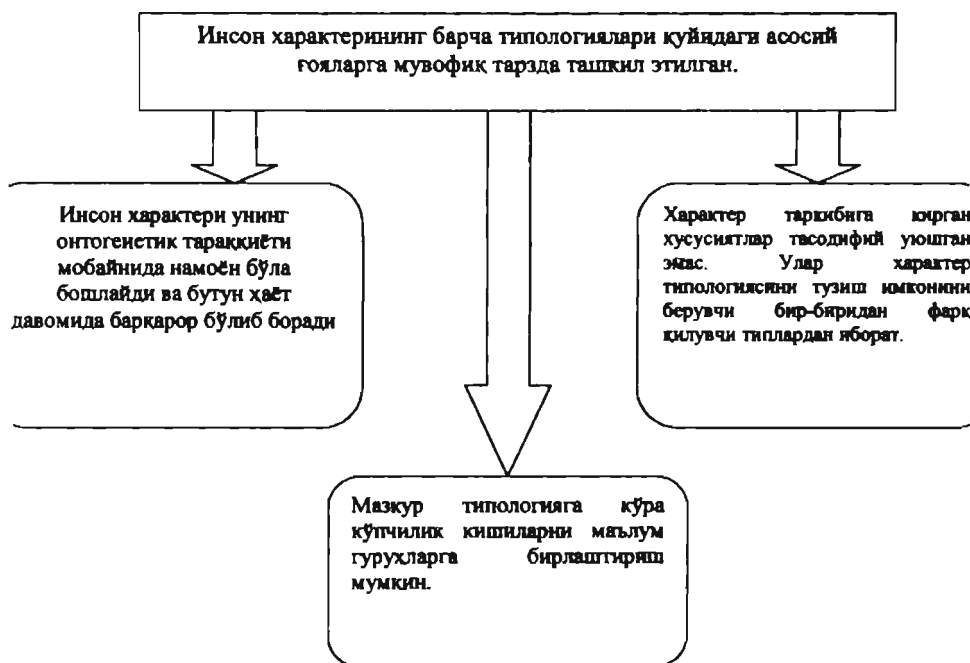 Инсон характерининг барча типологиялари қуйидаги асосий
ғояларга мувофиқ тарзда ташкил этилган.
Инсон характери унинг
онтогенетик тараққиёти
мобайнида намоён бўла
бошлайди ва бутун ҳаёт
давомида барқарор бўлиб боради
Характер таркибига кирган
хусусиятлар тасодифий уюшган
эмас. Улар характер
типологиясини тузиш имконини
берувчи бир-биридан фарқ
қилувчи типлардан иборат.
Мазкур типологияга кўра
кўпчилик кишиларни маълум
гуруҳларга бирлаштириш
мумкин.